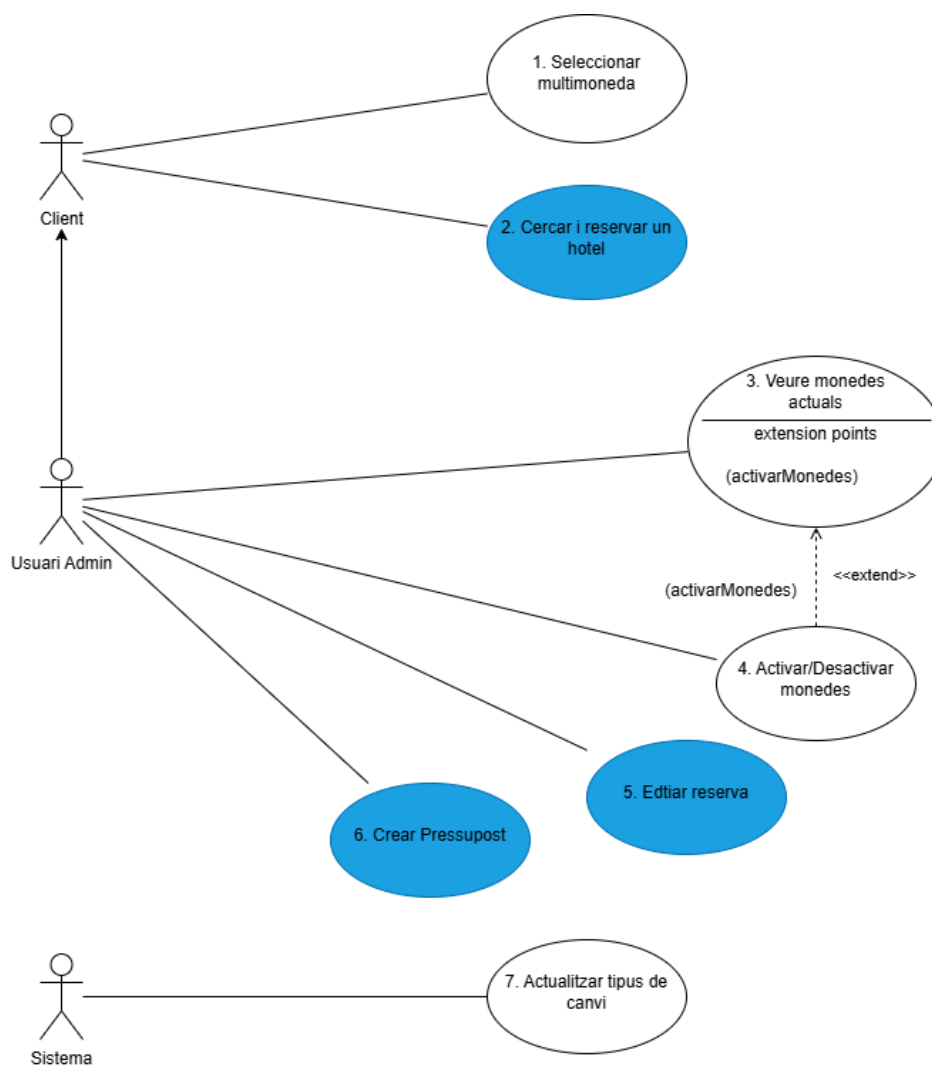 1. Seleccionar
multimoneda
Client
2. Cercar i reservar un
hotel
3. Veure monedes
actuals
extension points
(activarMonedes)
Usuari Admin
<<extend>>
(activarMonedes)
4. Activar/Desactivar
monedes
5. Edtiar reserva
6. Crear Pressupost
7. Actualitzar tipus de
canvi
Sistema